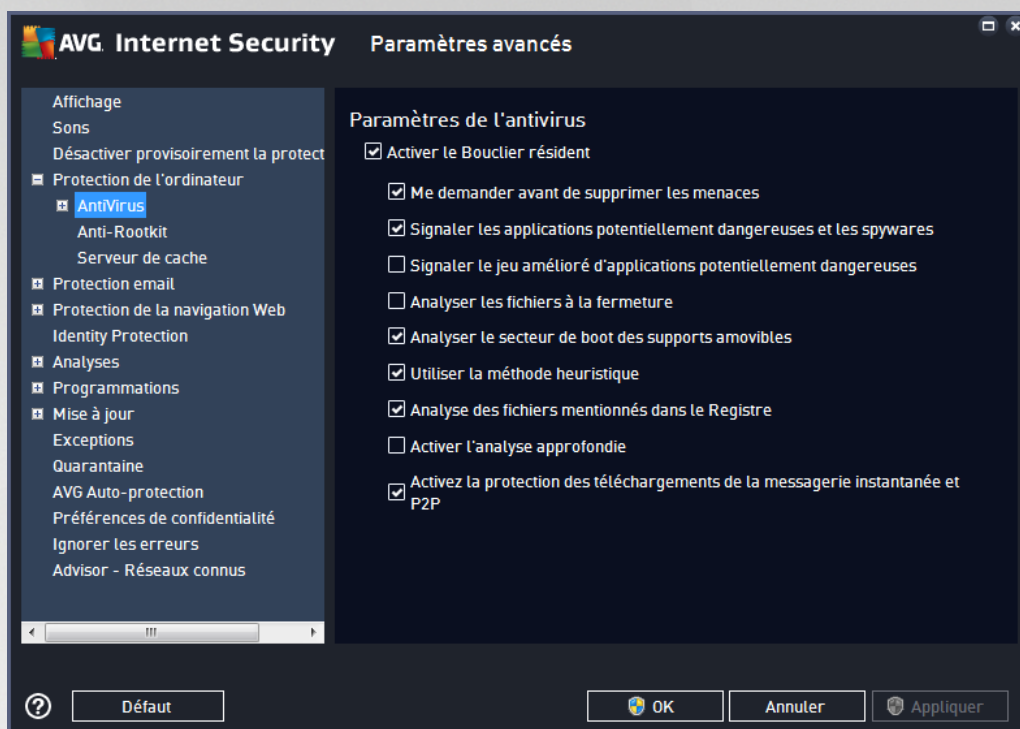 AVG. Internet Security
Paramètres avancés
Affichage
Sons
Désactiver provisoirement la protect
Protection de l'ordinateur
AntiVirus
Anti-Rootkit
Serveur de cache
Protection email
Protection de la navigation Web
Identity Protection
Analyses
Programmations
Mise à jour
Exceptions
Quarantaine
AVG Auto-protection
Préférences de confidentialité
Ignorer les erreurs
Advisor - Réseaux connus
Paramètres de l'antivirus
Activer le Bouclier résident
Me demander avant de supprimer les menaces
Signaler les applications potentiellement dangereuses et les spywares
Signaler le jeu amélioré d'applications potentiellement dangereuses
Analyser les fichiers à la fermeture
Analyser le secteur de boot des supports amovibles
Utiliser la méthode heuristique
Analyse des fichiers mentionnés dans le Registre
Activer l'analyse approfondie
Activez la protection des téléchargements de la messagerie instantanée et
P2P
Défaut
OK
Annuler
Appliquer